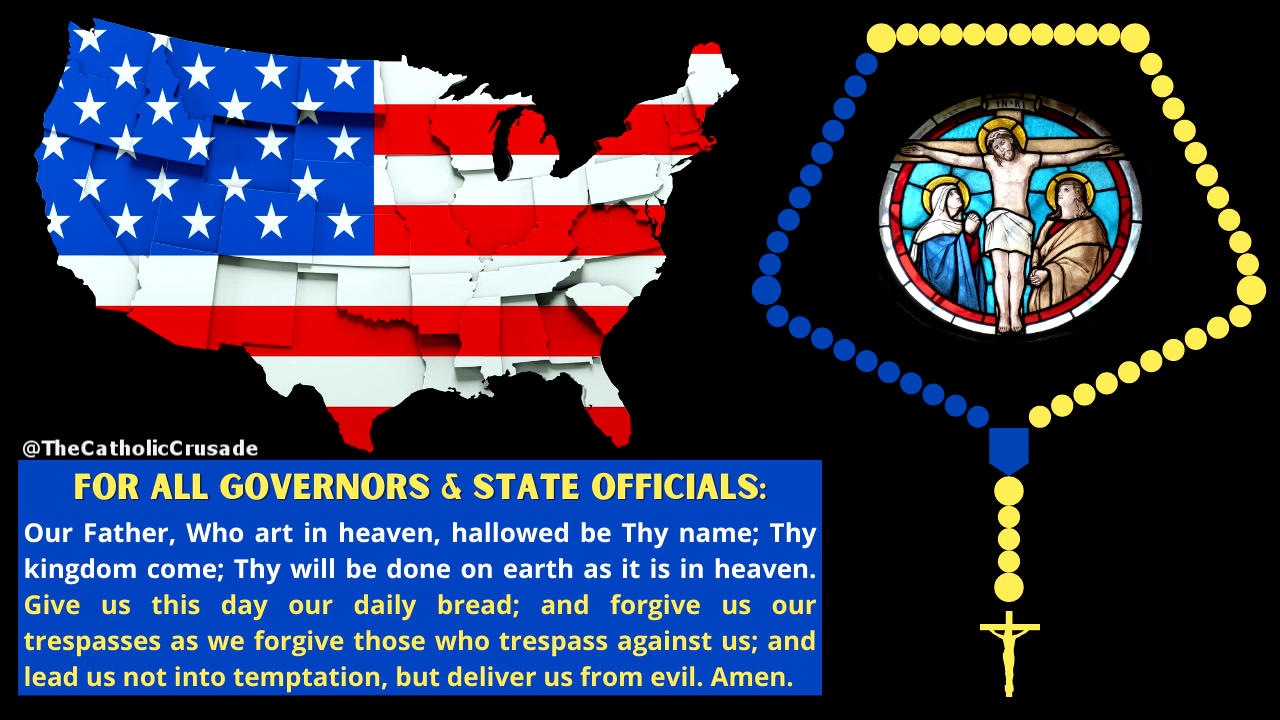 IN·RI
@TheCatholicCrusade
FOR ALL GOVERNORS & STATE OFFICIALS:
Our Father, Who art in heaven, hallowed be Thy name; Thy
kingdom come; Thy will be done on earth as it is in heaven.
Give us this day our daily bread; and forgive us our
trespasses as we forgive those who trespass against us; and
lead us not into temptation, but deliver us from evil. Amen.